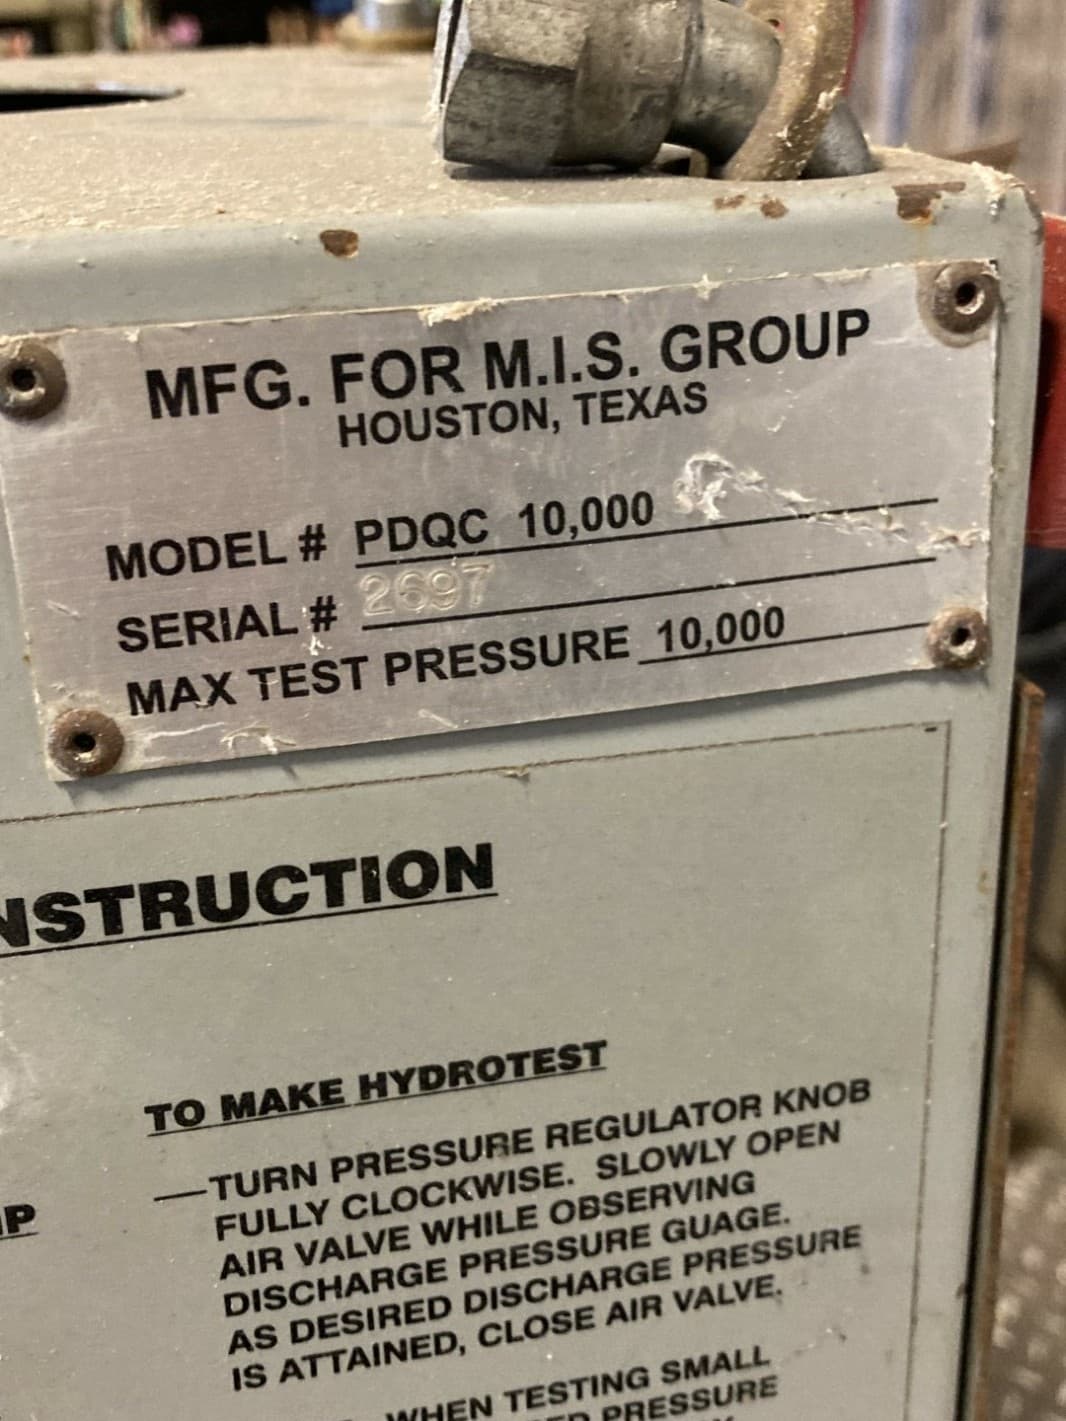 MFG. FOR M.I.S. GROUP
HOUSTON, TEXAS
MODEL # PDQC 10,000
SERIAL # 2697
MAX TEST PRESSURE 10,000
NSTRUCTION
TO MAKE HYDROTEST
—TURN PRESSURE REGULATOR KNOB
FULLY CLOCKWISE. SLOWLY OPEN
AIR VALVE WHILE OBSERVING
DISCHARGE PRESSURE GUAGE.
AS DESIRED DISCHARGE PRESSURE
IS ATTAINED, CLOSE AIR VALVE.
WHEN TESTING SMALL
PRESSURE